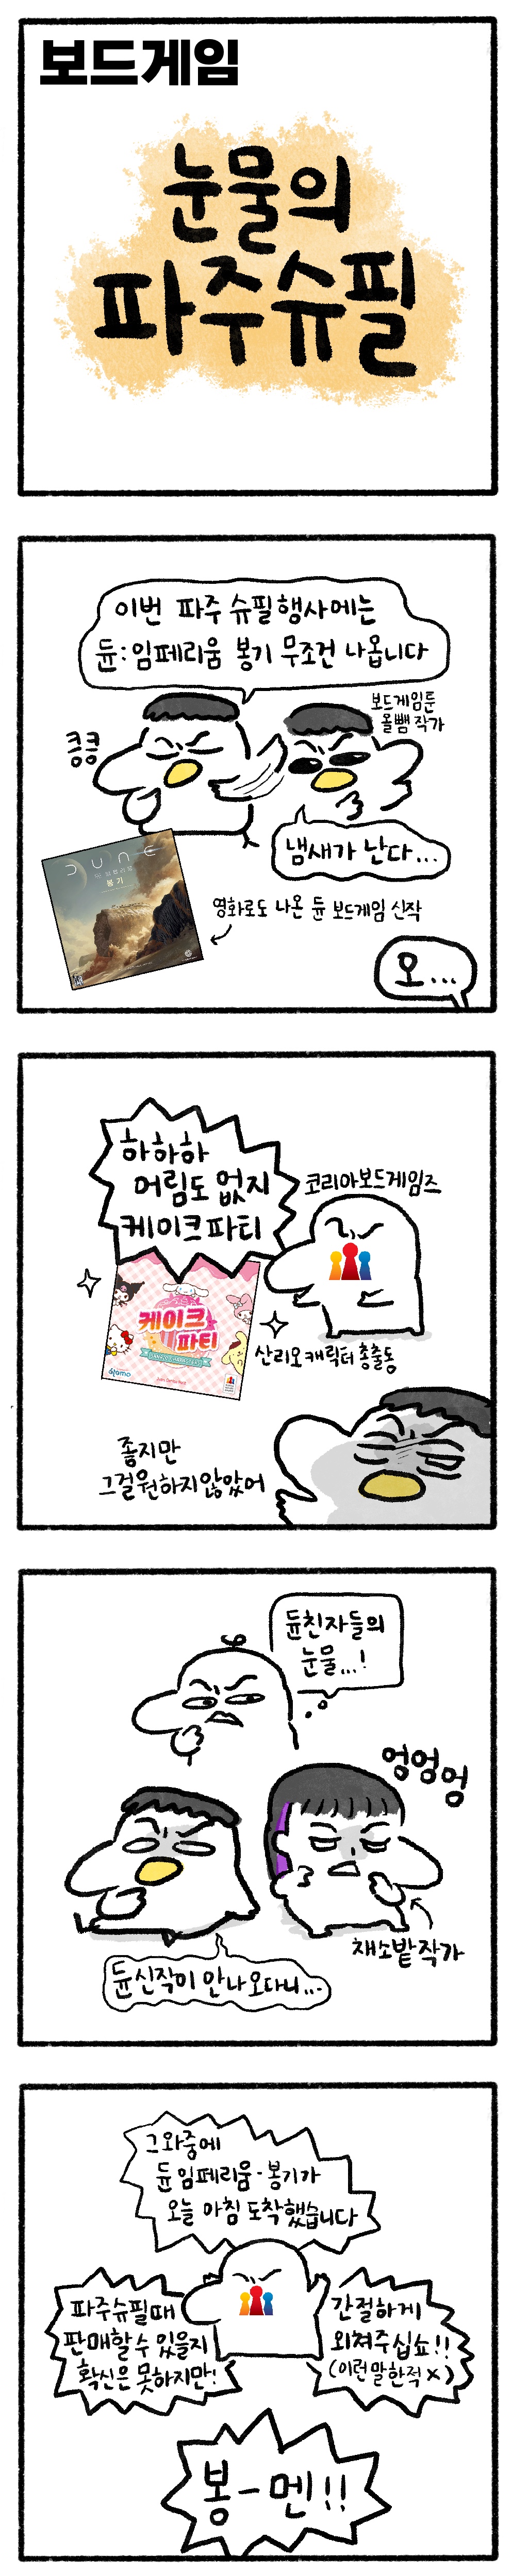 보드게임
눈물의
파주슈필
이번 파주 슈필행사에는
듄:임페리움 봉기 무조건 나옵니다
보드게임툰
올뺌 작가
킁킁
냄새가 난다...
DUNE
봉기
영화로도 나온 듄 보드게임 신작
오...
하하하
어림도 없지
케이크파티
코리아보드게임즈
케이크
파티
산리오캐릭터 총출동
좋지만
그걸원하지않았어
듄친자들의
눈물...!
엉엉엉
채소밭작가
듄신작이 안나오다니...
그와중에
듄임페리움-봉기가
오늘 아침 도착했습니다
파주슈필때
판매할수 있을지
확신은 못하지만!
간절하게
외쳐주십쇼!!
(이런말한적X)
봉-멘!!